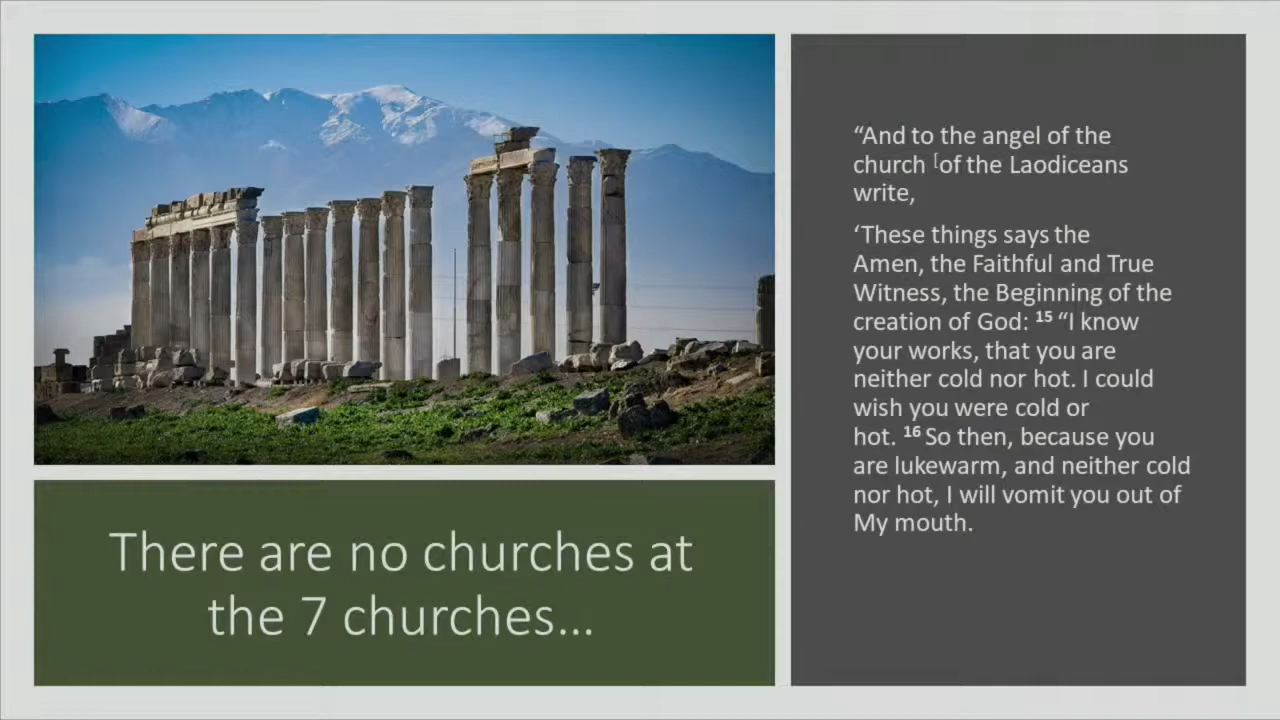 There are no churches at
the 7 churches...
“And to the angel of the
church [of the Laodiceans
write,
‘These things says the
Amen, the Faithful and True
Witness, the Beginning of the
creation of God: 15 “I know
your works, that you are
neither cold nor hot. I could
wish you were cold or
hot. 16 So then, because you
are lukewarm, and neither cold
nor hot, I will vomit you out of
My mouth.